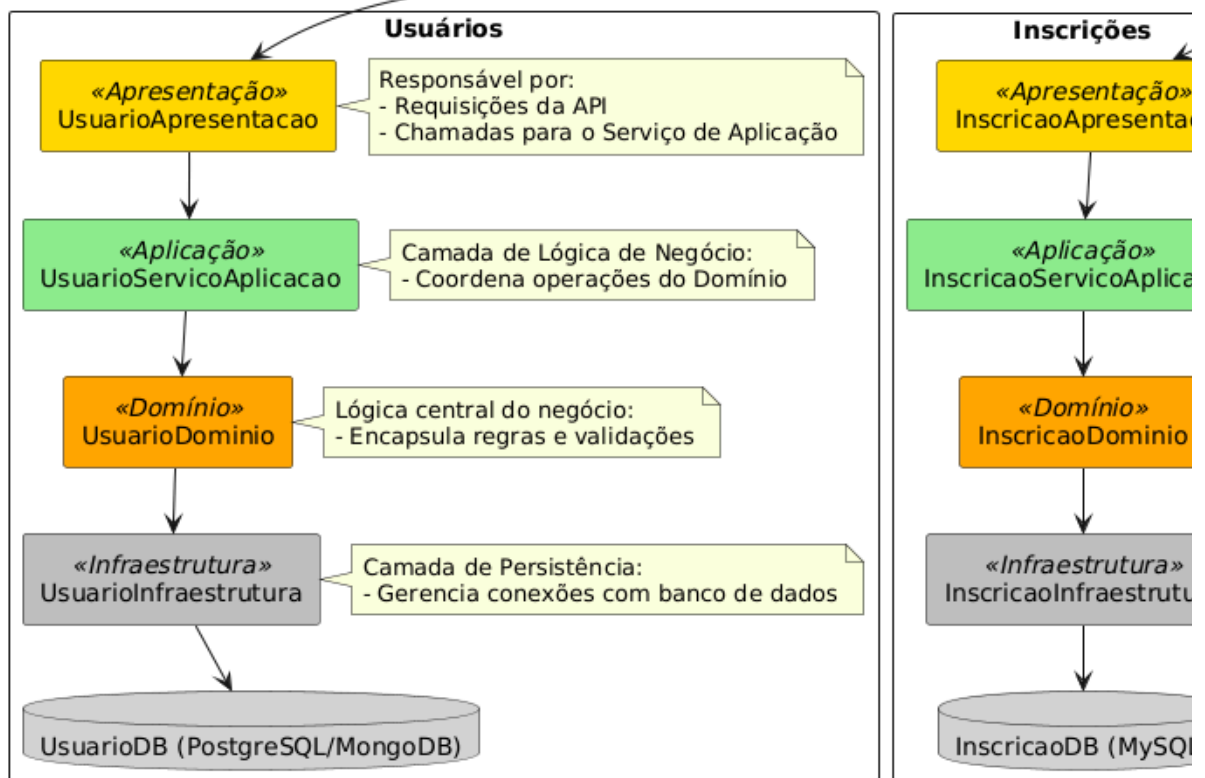 Usuários
«Apresentação»
UsuarioApresentacao
Responsável por:
- Requisições da API
- Chamadas para o Serviço de Aplicação
«Aplicação»
UsuarioServicoAplicacao
Camada de Lógica de Negócio:
- Coordena operações do Domínio
«Domínio»
UsuarioDominio
Lógica central do negócio:
- Encapsula regras e validações
«Infraestrutura»
UsuarioInfraestrutura
Camada de Persistência:
- Gerencia conexões com banco de dados
UsuarioDB (PostgreSQL/MongoDB)
Inscrições
«Apresentação»
«Aplicação»
«Domínio»
InscricaoDominio
«Infraestrutura»
InscricaoDB